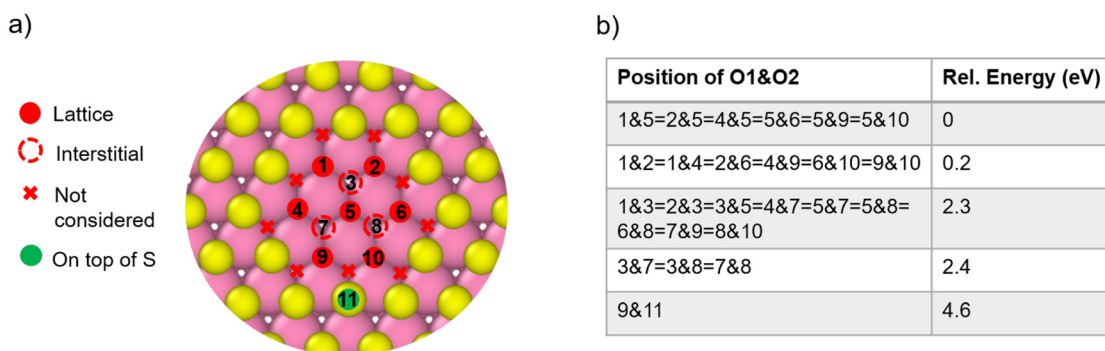 a)
Lattice
Interstitial
Not
considered
On top of S
1
2
3
4
5
6
7
8
9
10
11
b)
Position of O1&O2
Rel. Energy (eV)
1&5=2&5=4&5=5&6=5&9=5&10
0
1&2=1&4=2&6=4&9=6&10=9&10
0.2
1&3=2&3=3&5=4&7=5&7=5&8=
6&8=7&9=8&10
2.3
3&7=3&8=7&8
2.4
9&11
4.6